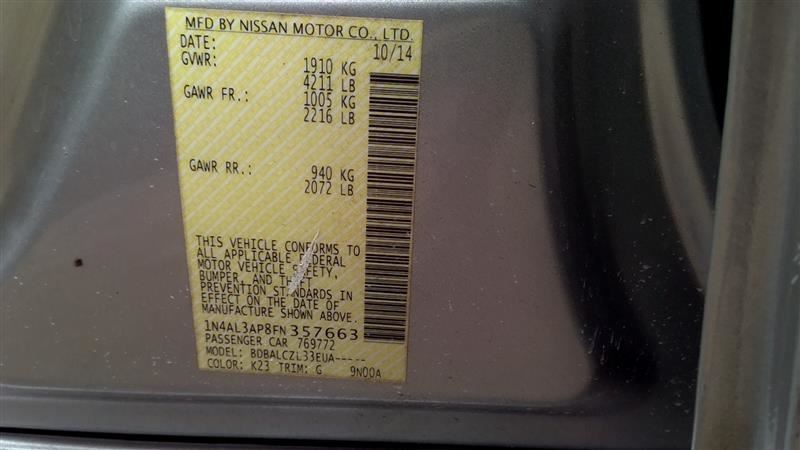 MFD BY NISSAN MOTOR CO., LTD.
DATE: 10/14
GVWR: 1910 KG
4211 LB
GAWR FR.: 1005 KG
2216 LB
GAWR RR.: 940 KG
2072 LB
THIS VEHICLE CONFORMS TO
ALL APPLICABLE FEDERAL
MOTOR VEHICLE SAFETY,
BUMPER, AND THEFT
PREVENTION STANDARDS IN
EFFECT ON THE DATE OF
MANUFACTURE SHOWN ABOVE.
1N4AL3AP8FN357663
PASSENGER CAR 769772
MODEL: BDBALCZL33EUA-----
COLOR: K23 TRIM: G 9N00A